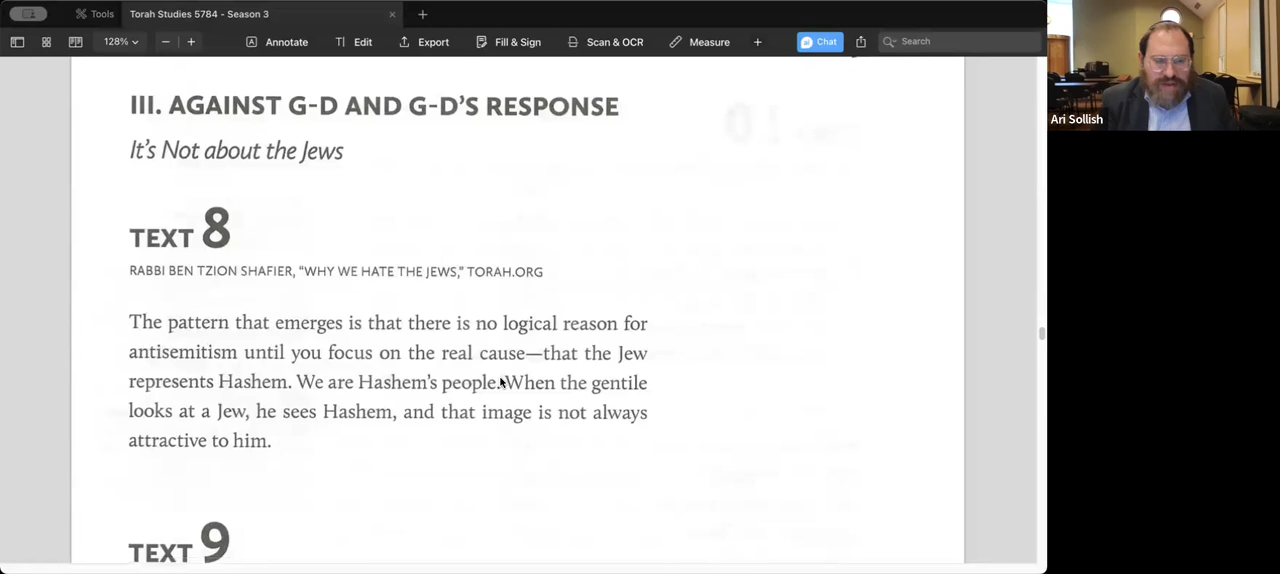 Tools
Torah Studies 5784 - Season 3
128%
Annotate
Edit
Export
Fill & Sign
Scan & OCR
Measure
Chat
Search
III. AGAINST G-D AND G-D'S RESPONSE
It's Not about the Jews
TEXT 8
RABBI BEN TZION SHAFIER, "WHY WE HATE THE JEWS," TORAH.ORG
The pattern that emerges is that there is no logical reason for
antisemitism until you focus on the real cause—that the Jew
represents Hashem. We are Hashem's people. When the gentile
looks at a Jew, he sees Hashem, and that image is not always
attractive to him.
TEXT 9
Ari Sollish